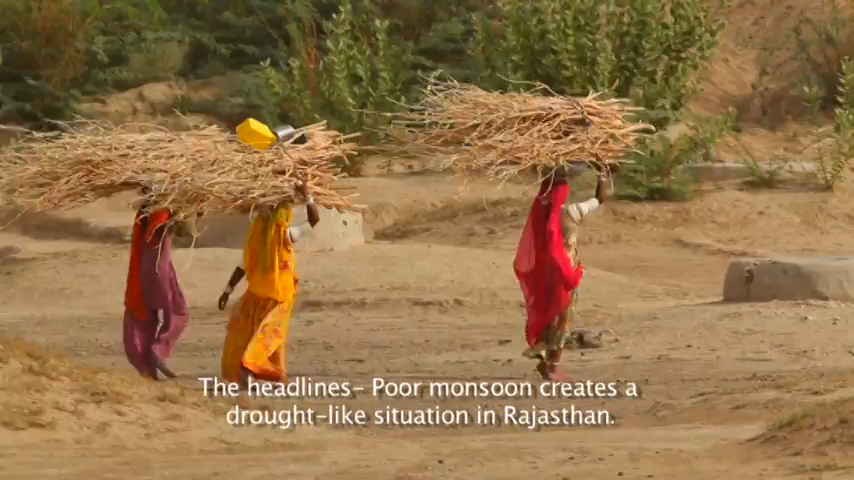 The headlines- Poor monsoon creates a
drought-like situation in Rajasthan.